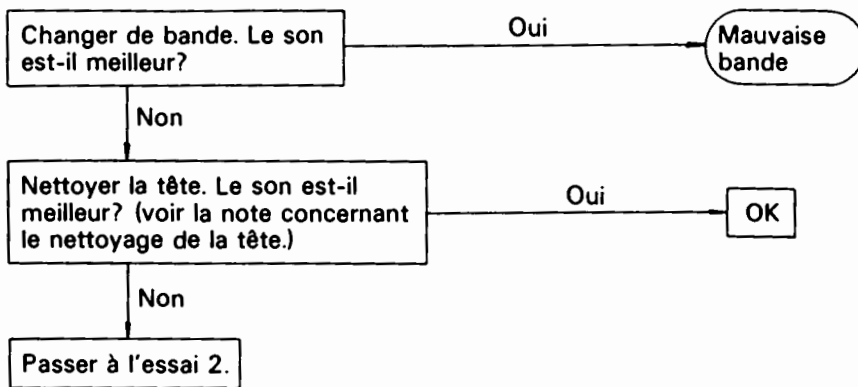 Changer de bande. Le son
est-il meilleur?
Oui
Mauvaise
bande
Non
Nettoyer la tête. Le son est-il
meilleur? (voir la note concernant
le nettoyage de la tête.)
Oui
OK
Non
Passer à l'essai 2.